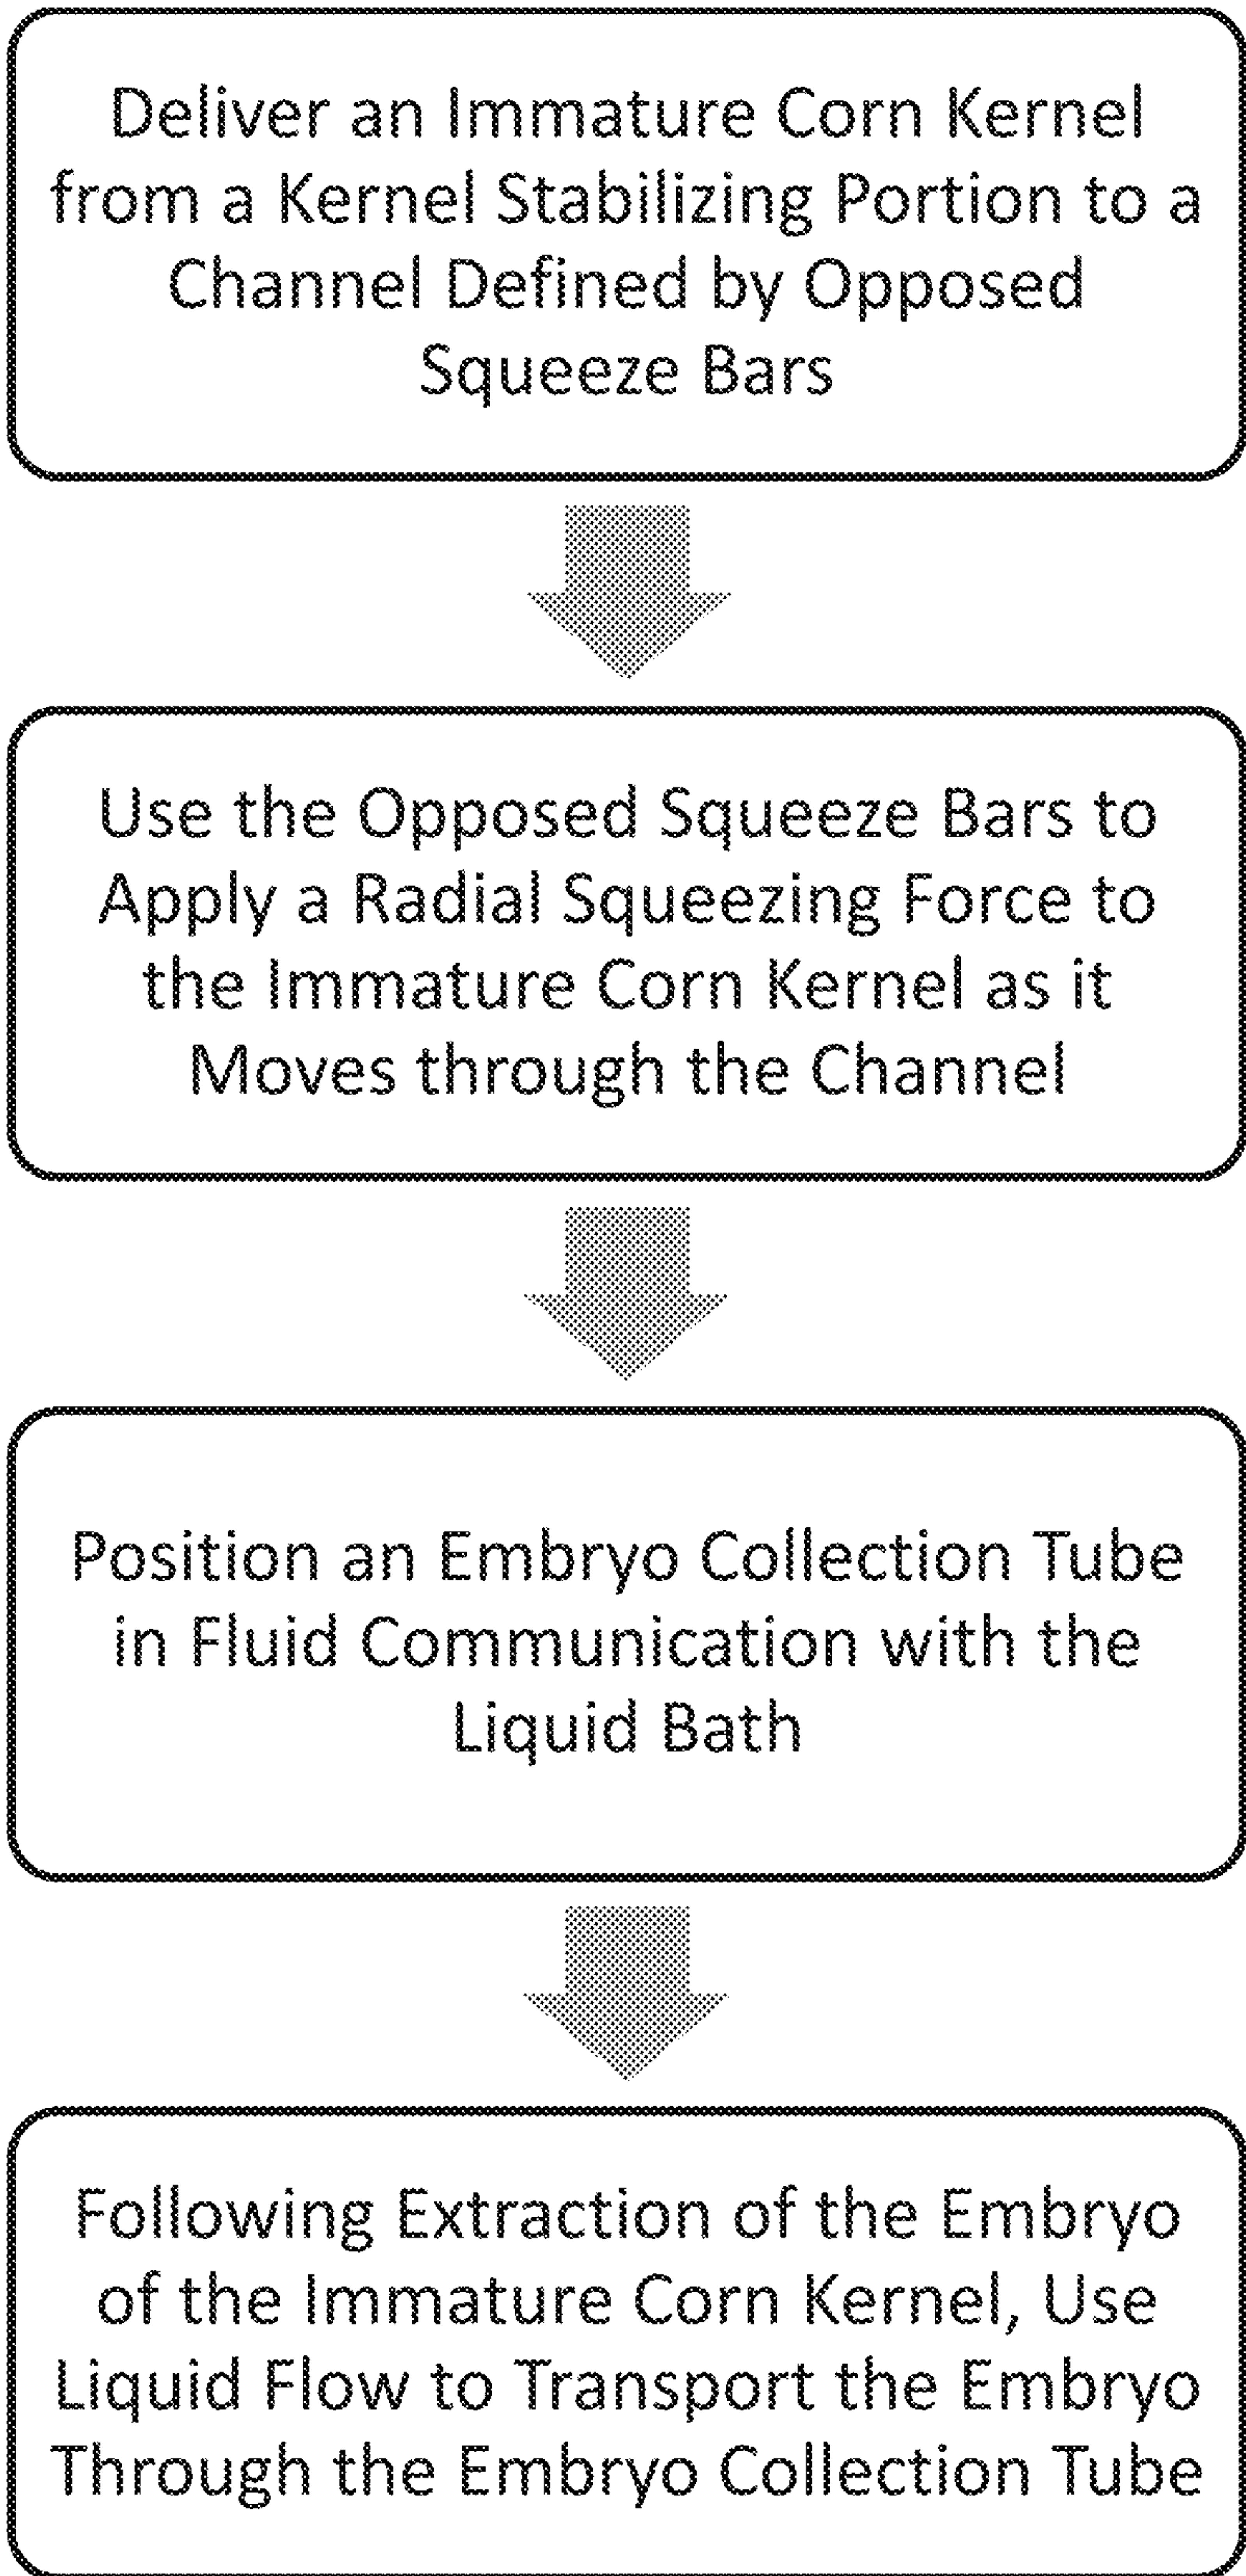 Deliver an Immature Corn Kernel
from a Kernel Stabilizing Portion to a
Channel Defined by Opposed
Squeeze Bars
Use the Opposed Squeeze Bars to
Apply a Radial Squeezing Force to
the Immature Corn Kernel as it
Moves through the Channel
Position an Embryo Collection Tube
in Fluid Communication with the
Liquid Bath
Following Extraction of the Embryo
of the Immature Corn Kernel, Use
Liquid Flow to Transport the Embryo
Through the Embryo Collection Tube